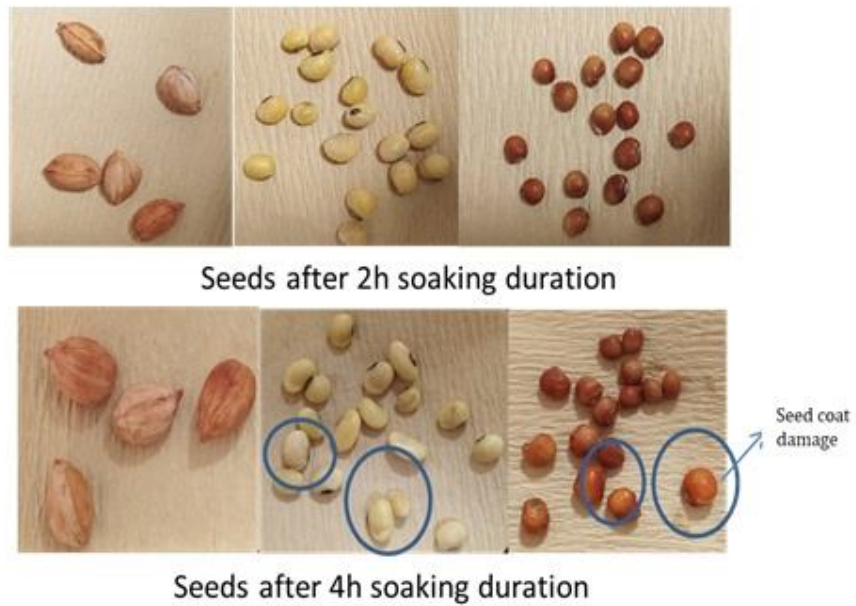 Seeds after 2h soaking duration
Seed coat
damage
Seeds after 4h soaking duration